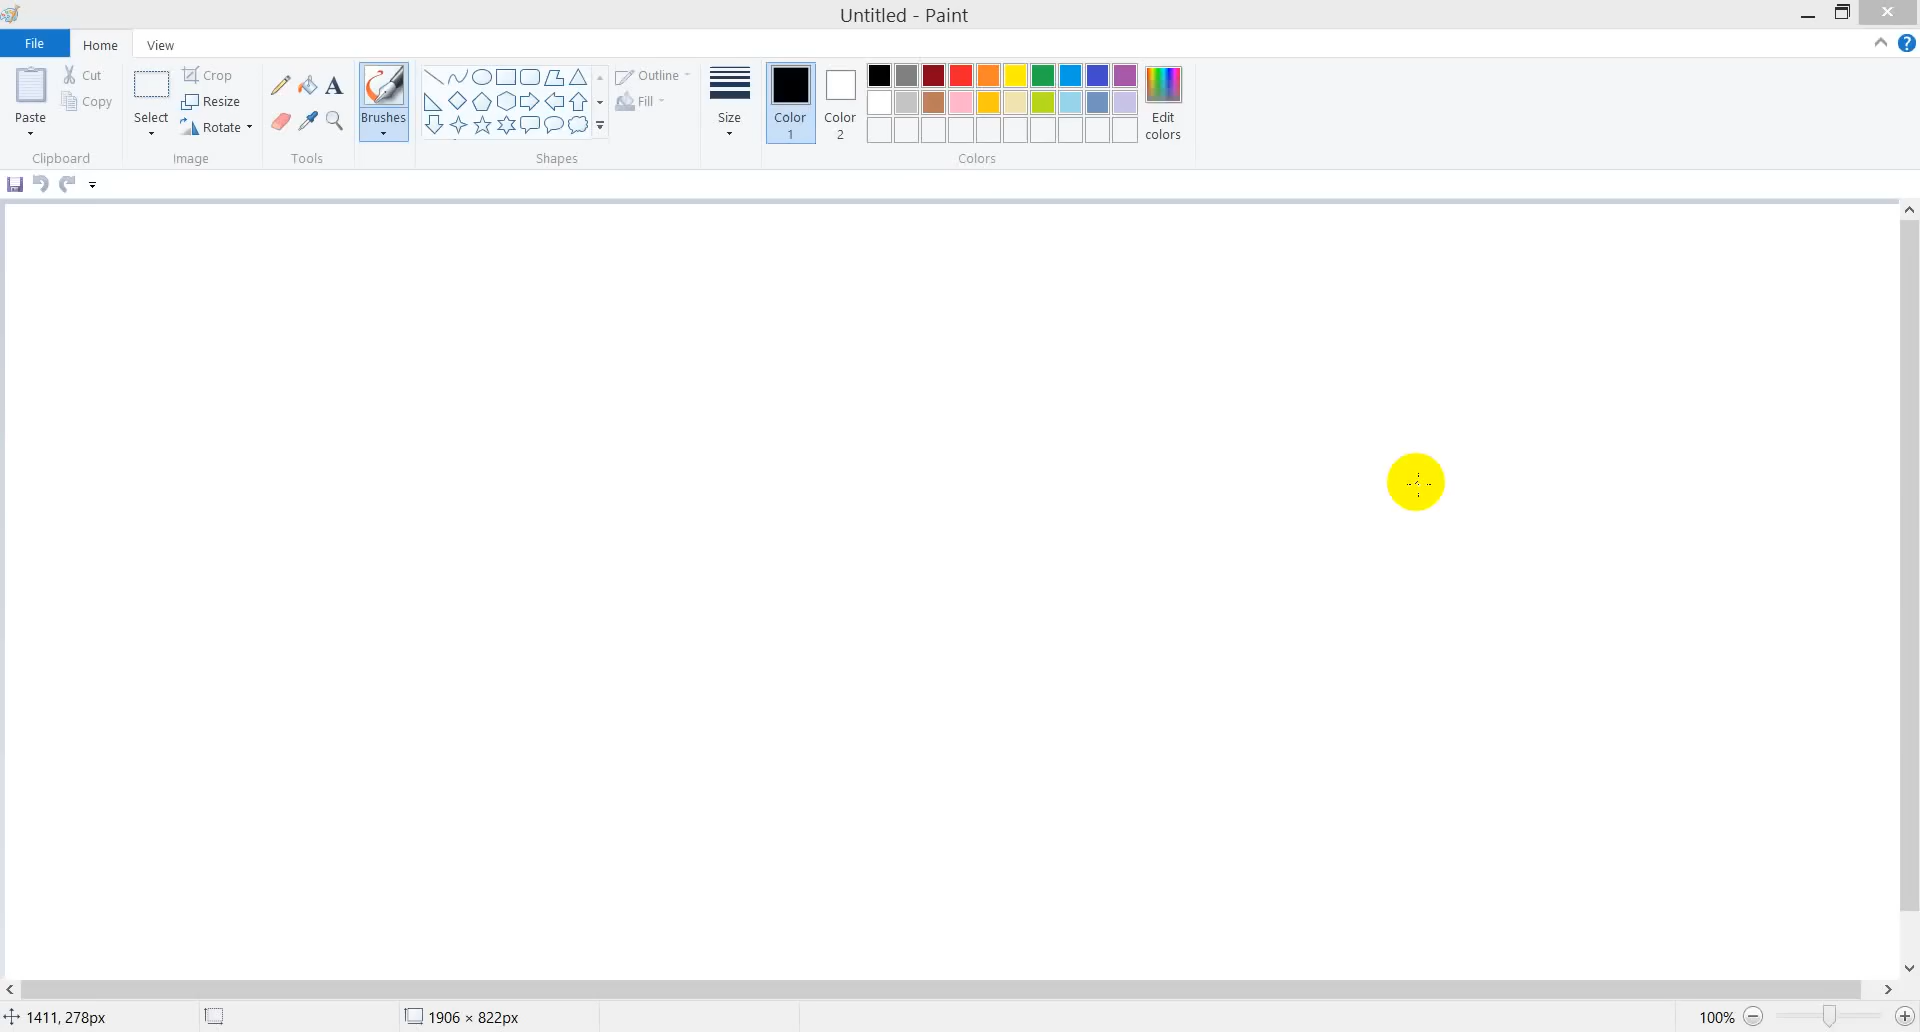 Untitled - Paint
File Home View
Paste
Cut
Copy
Clipboard
Select
Crop
Resize
Rotate
Image
A
Tools
Brushes
Outline
Fill
Shapes
Size
Color 1
Color 2
Edit colors
Colors
1411, 278px
1906 × 822px
100%